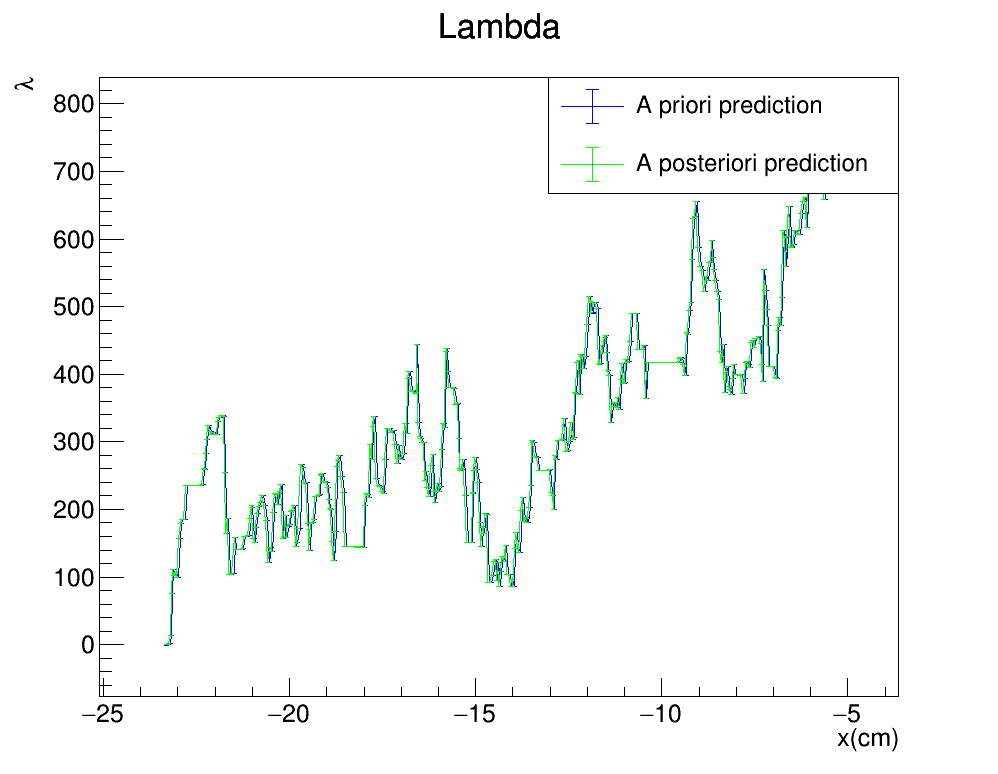 Lambda
λ
A priori prediction
A posteriori prediction
800
700
600
500
400
300
200
100
0
−25 −20 −15 −10 −5
x(cm)